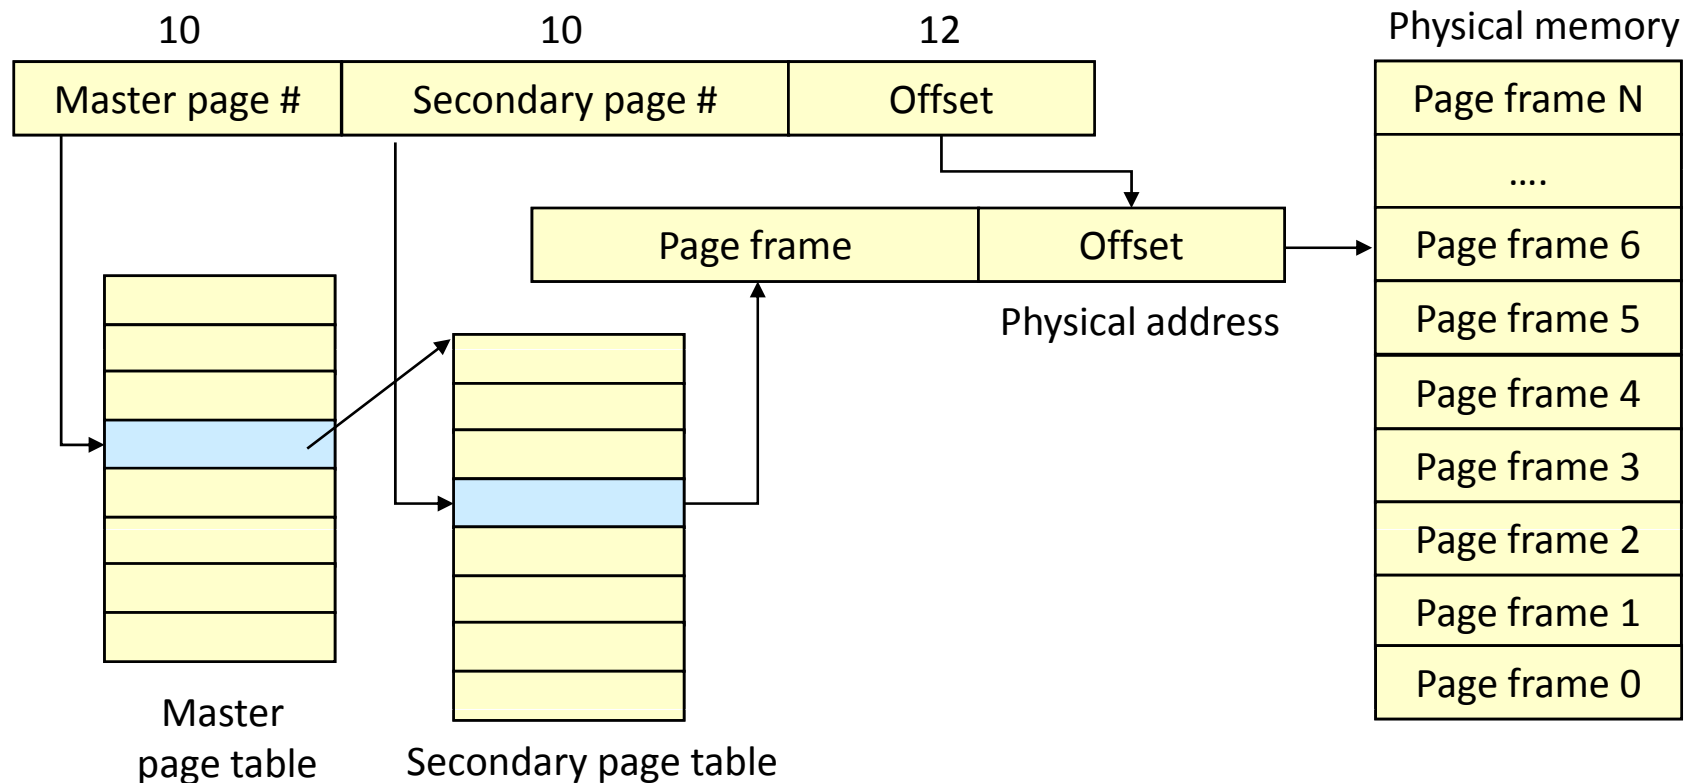 10 10 12 Physical memory
Master page # Secondary page # Offset
Page frame N
....
Page frame Offset
Page frame 6
Physical address
Page frame 5
Page frame 4
Page frame 3
Page frame 2
Page frame 1
Page frame 0
Master
page table
Secondary page table